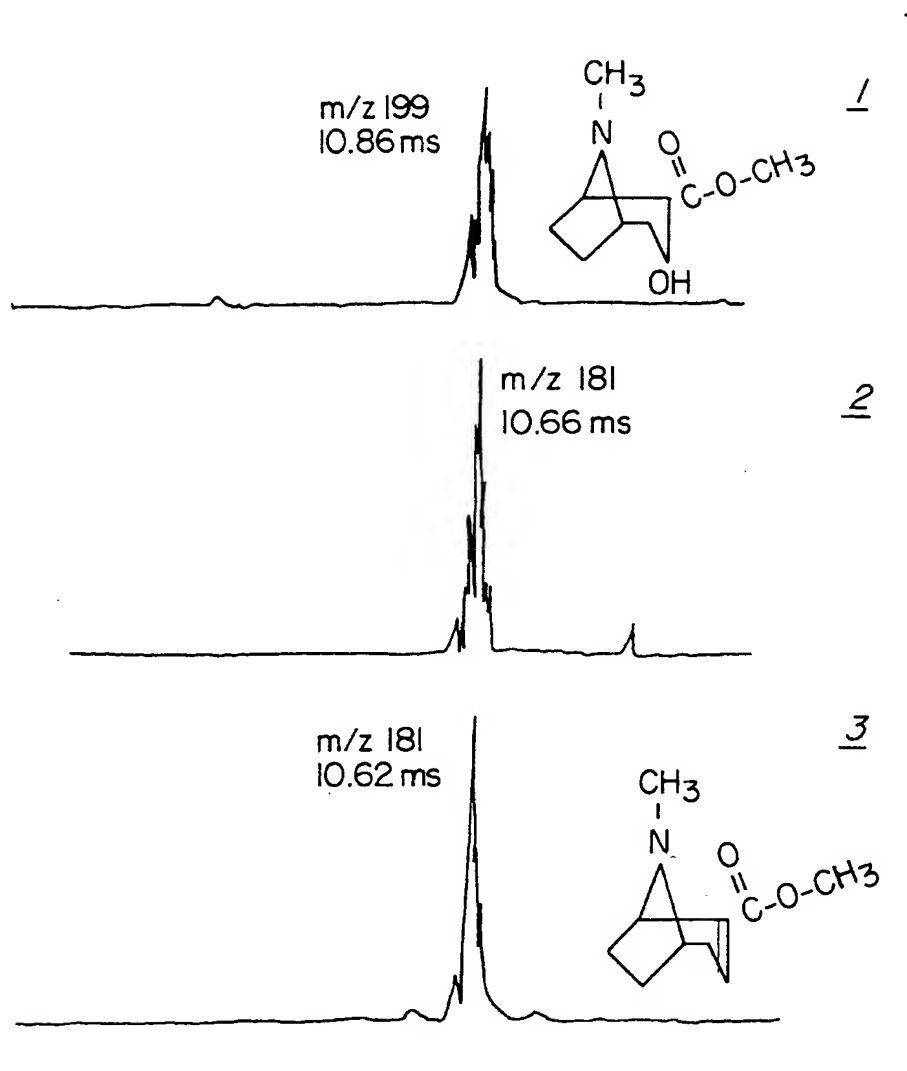 m/z 199
10.86 ms
CH3
N
O
C-O-CH3
OH
1
m/z 181
10.66 ms
2
m/z 181
10.62 ms
CH3
N
O
C-O-CH3
3